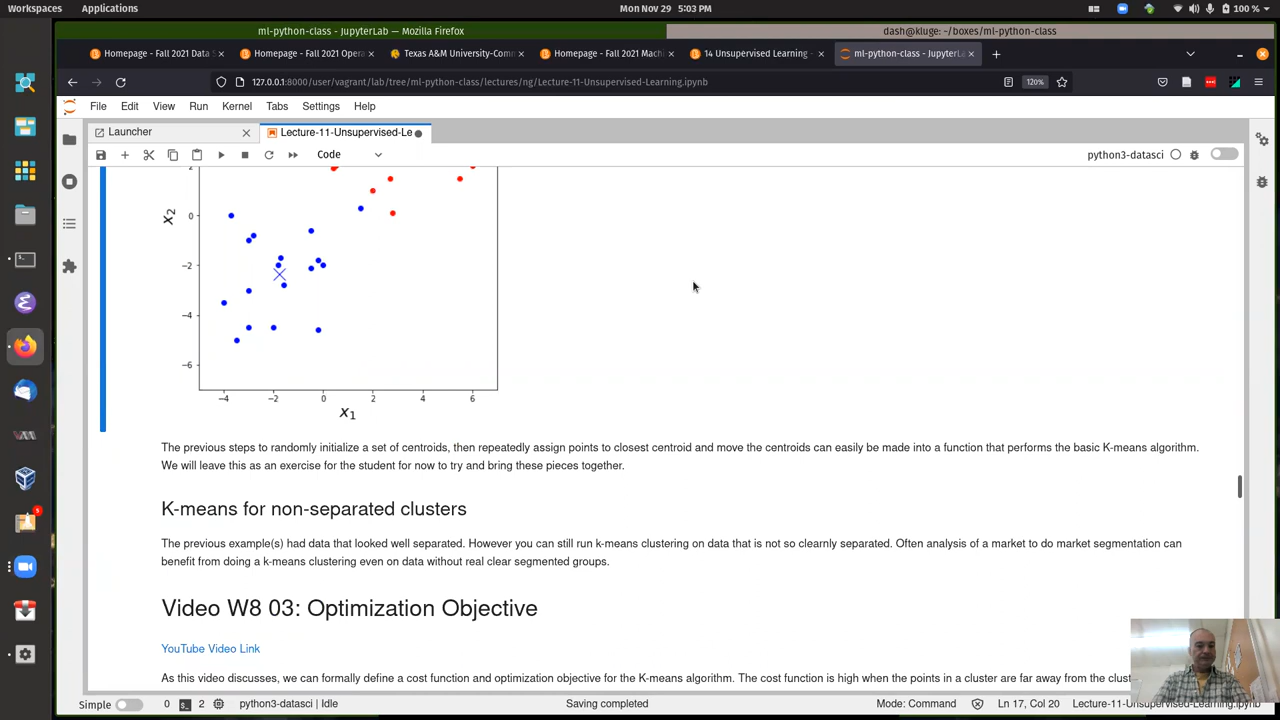 Workspaces Applications Mon Nov 29 5:03 PM 100 %
ml-python-class - JupyterLab — Mozilla Firefox dash@kluge: ~/boxes/ml-python-class
Homepage - Fall 2021 Data S Homepage - Fall 2021 Oper Texas A&M University-Com Homepage - Fall 2021 Machi 14 Unsupervised Learning - ml-python-class - JupyterL
127.0.0.1:8000/user/vagrant/lab/tree/ml-python-class/lectures/ng/Lecture-11-Unsupervised-Learning.ipynb 120%
File Edit View Run Kernel Tabs Settings Help
Launcher Lecture-11-Unsupervised-Le
Code python3-datasci
2
0
−2
−4
−6
x2
−4 −2 0 2 4 6
x1
The previous steps to randomly initialize a set of centroids, then repeatedly assign points to closest centroid and move the centroids can easily be made into a function that performs the basic K-means algorithm.
We will leave this as an exercise for the student for now to try and bring these pieces together.
K-means for non-separated clusters
The previous example(s) had data that looked well separated. However you can still run k-means clustering on data that is not so clearnly separated. Often analysis of a market to do market segmentation can
benefit from doing a k-means clustering even on data without real clear segmented groups.
Video W8 03: Optimization Objective
YouTube Video Link
As this video discusses, we can formally define a cost function and optimization objective for the K-means algorithm. The cost function is high when the points in a cluster are far away from the clust
Simple 0 2 python3-datasci | Idle Saving completed Mode: Command Ln 17, Col 20 Lecture-11-Unsupervised-Learning.ipynb